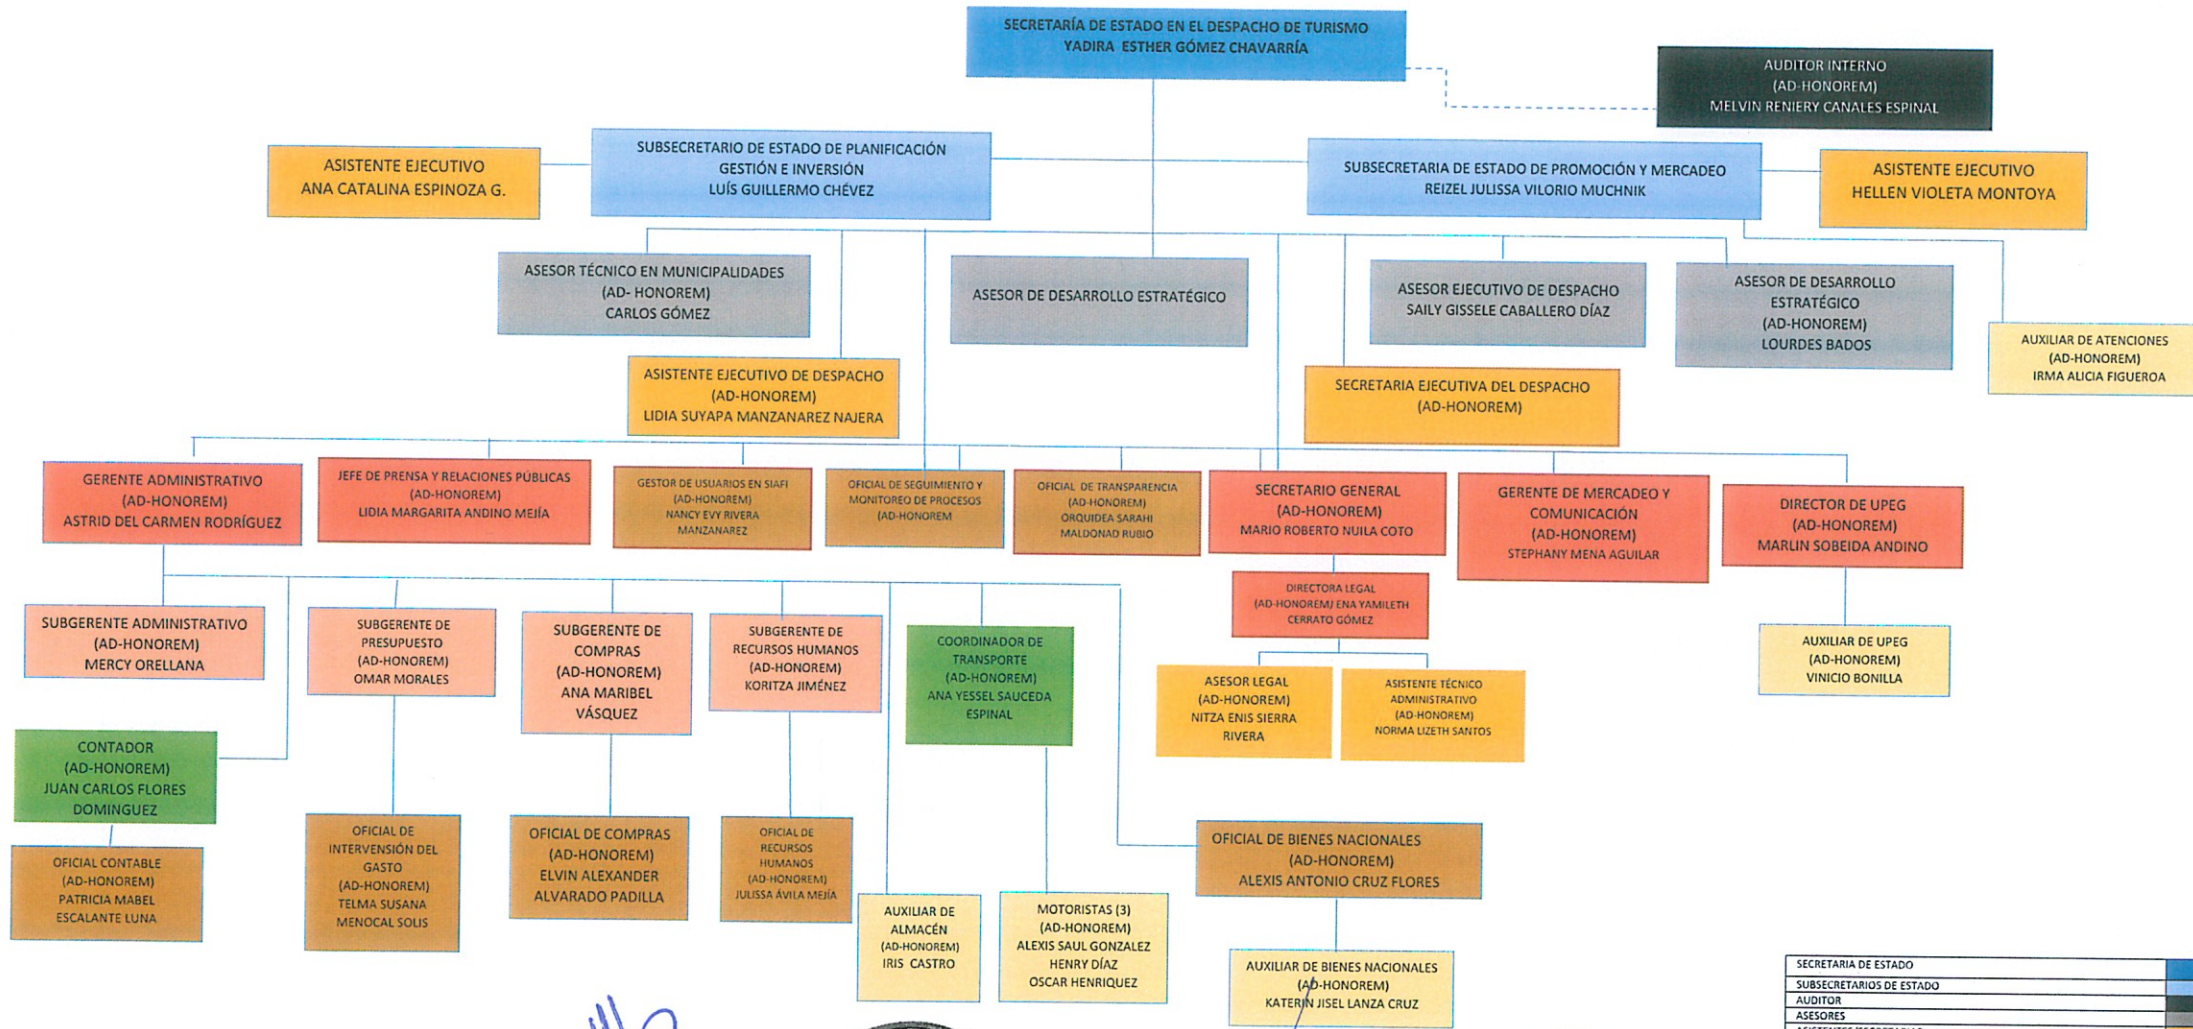 SECRETARÍA DE ESTADO EN EL DESPACHO DE TURISMO
YADIRA ESTHER GÓMEZ CHAVARRÍA
AUDITOR INTERNO
(AD-HONOREM)
MELVIN RENIERY CANALES ESPINAL
ASISTENTE EJECUTIVO
ANA CATALINA ESPINOZA G.
SUBSECRETARIO DE ESTADO DE PLANIFICACIÓN
GESTIÓN E INVERSIÓN
LUÍS GUILLERMO CHÉVEZ
SUBSECRETARIA DE ESTADO DE PROMOCIÓN Y MERCADEO
REIZEL JULISSA VILORIO MUCHNIK
ASISTENTE EJECUTIVO
HELLEN VIOLETA MONTOYA
ASESOR TÉCNICO EN MUNICIPALIDADES
(AD- HONOREM)
CARLOS GÓMEZ
ASESOR DE DESARROLLO ESTRATÉGICO
ASESOR EJECUTIVO DE DESPACHO
SAILY GISSELE CABALLERO DÍAZ
ASESOR DE DESARROLLO
ESTRATÉGICO
(AD-HONOREM)
LOURDES BADOS
AUXILIAR DE ATENCIONES
(AD-HONOREM)
IRMA ALICIA FIGUEROA
ASISTENTE EJECUTIVO DE DESPACHO
(AD-HONOREM)
LIDIA SUYAPA MANZANAREZ NAJERA
SECRETARIA EJECUTIVA DEL DESPACHO
(AD-HONOREM)
GERENTE ADMINISTRATIVO
(AD-HONOREM)
ASTRID DEL CARMEN RODRÍGUEZ
JEFE DE PRENSA Y RELACIONES PÚBLICAS
(AD-HONOREM)
LIDIA MARGARITA ANDINO MEJÍA
GESTOR DE USUARIOS EN SIAFI
(AD-HONOREM)
NANCY EVY RIVERA
MANZANAREZ
OFICIAL DE SEGUIMIENTO Y
MONITOREO DE PROCESOS
(AD-HONOREM
OFICIAL DE TRANSPARENCIA
(AD-HONOREM)
ORQUIDEA SARAHI
MALDONAD RUBIO
SECRETARIO GENERAL
(AD-HONOREM)
MARIO ROBERTO NUILA COTO
GERENTE DE MERCADEO Y
COMUNICACIÓN
(AD-HONOREM)
STEPHANY MENA AGUILAR
DIRECTOR DE UPEG
(AD-HONOREM)
MARLIN SOBEIDA ANDINO
DIRECTORA LEGAL
(AD-HONOREM/ ENA YAMILETH
CERRATO GÓMEZ
SUBGERENTE ADMINISTRATIVO
(AD-HONOREM)
MERCY ORELLANA
SUBGERENTE DE
PRESUPUESTO
(AD-HONOREM)
OMAR MORALES
SUBGERENTE DE
COMPRAS
(AD-HONOREM)
ANA MARIBEL
VÁSQUEZ
SUBGERENTE DE
RECURSOS HUMANOS
(AD-HONOREM)
KORITZA JIMÉNEZ
COORDINADOR DE
TRANSPORTE
(AD-HONOREM)
ANA YESSEL SAUCEDA
ESPINAL
ASESOR LEGAL
(AD-HONOREM)
NITZA ENIS SIERRA
RIVERA
ASISTENTE TÉCNICO
ADMINISTRATIVO
(AD-HONOREM)
NORMA LIZETH SANTOS
AUXILIAR DE UPEG
(AD-HONOREM)
VINICIO BONILLA
CONTADOR
(AD-HONOREM)
JUAN CARLOS FLORES
DOMINGUEZ
OFICIAL CONTABLE
(AD-HONOREM)
PATRICIA MABEL
ESCALANTE LUNA
OFICIAL DE
INTERVENSIÓN DEL
GASTO
(AD-HONOREM)
TELMA SUSANA
MENOCAL SOLIS
OFICIAL DE COMPRAS
(AD-HONOREM)
ELVIN ALEXANDER
ALVARADO PADILLA
OFICIAL DE
RECURSOS
HUMANOS
(AD-HONOREM)
JULISSA ÁVILA MEJÍA
AUXILIAR DE
ALMACÉN
(AD-HONOREM)
IRIS CASTRO
MOTORISTAS (3)
(AD-HONOREM)
ALEXIS SAUL GONZALEZ
HENRY DÍAZ
OSCAR HENRIQUEZ
OFICIAL DE BIENES NACIONALES
(AD-HONOREM)
ALEXIS ANTONIO CRUZ FLORES
AUXILIAR DE BIENES NACIONALES
(AD-HONOREM)
KATERIN JISEL LANZA CRUZ
SECRETARIA DE ESTADO
SUBSECRETARIOS DE ESTADO
AUDITOR
ASESORES